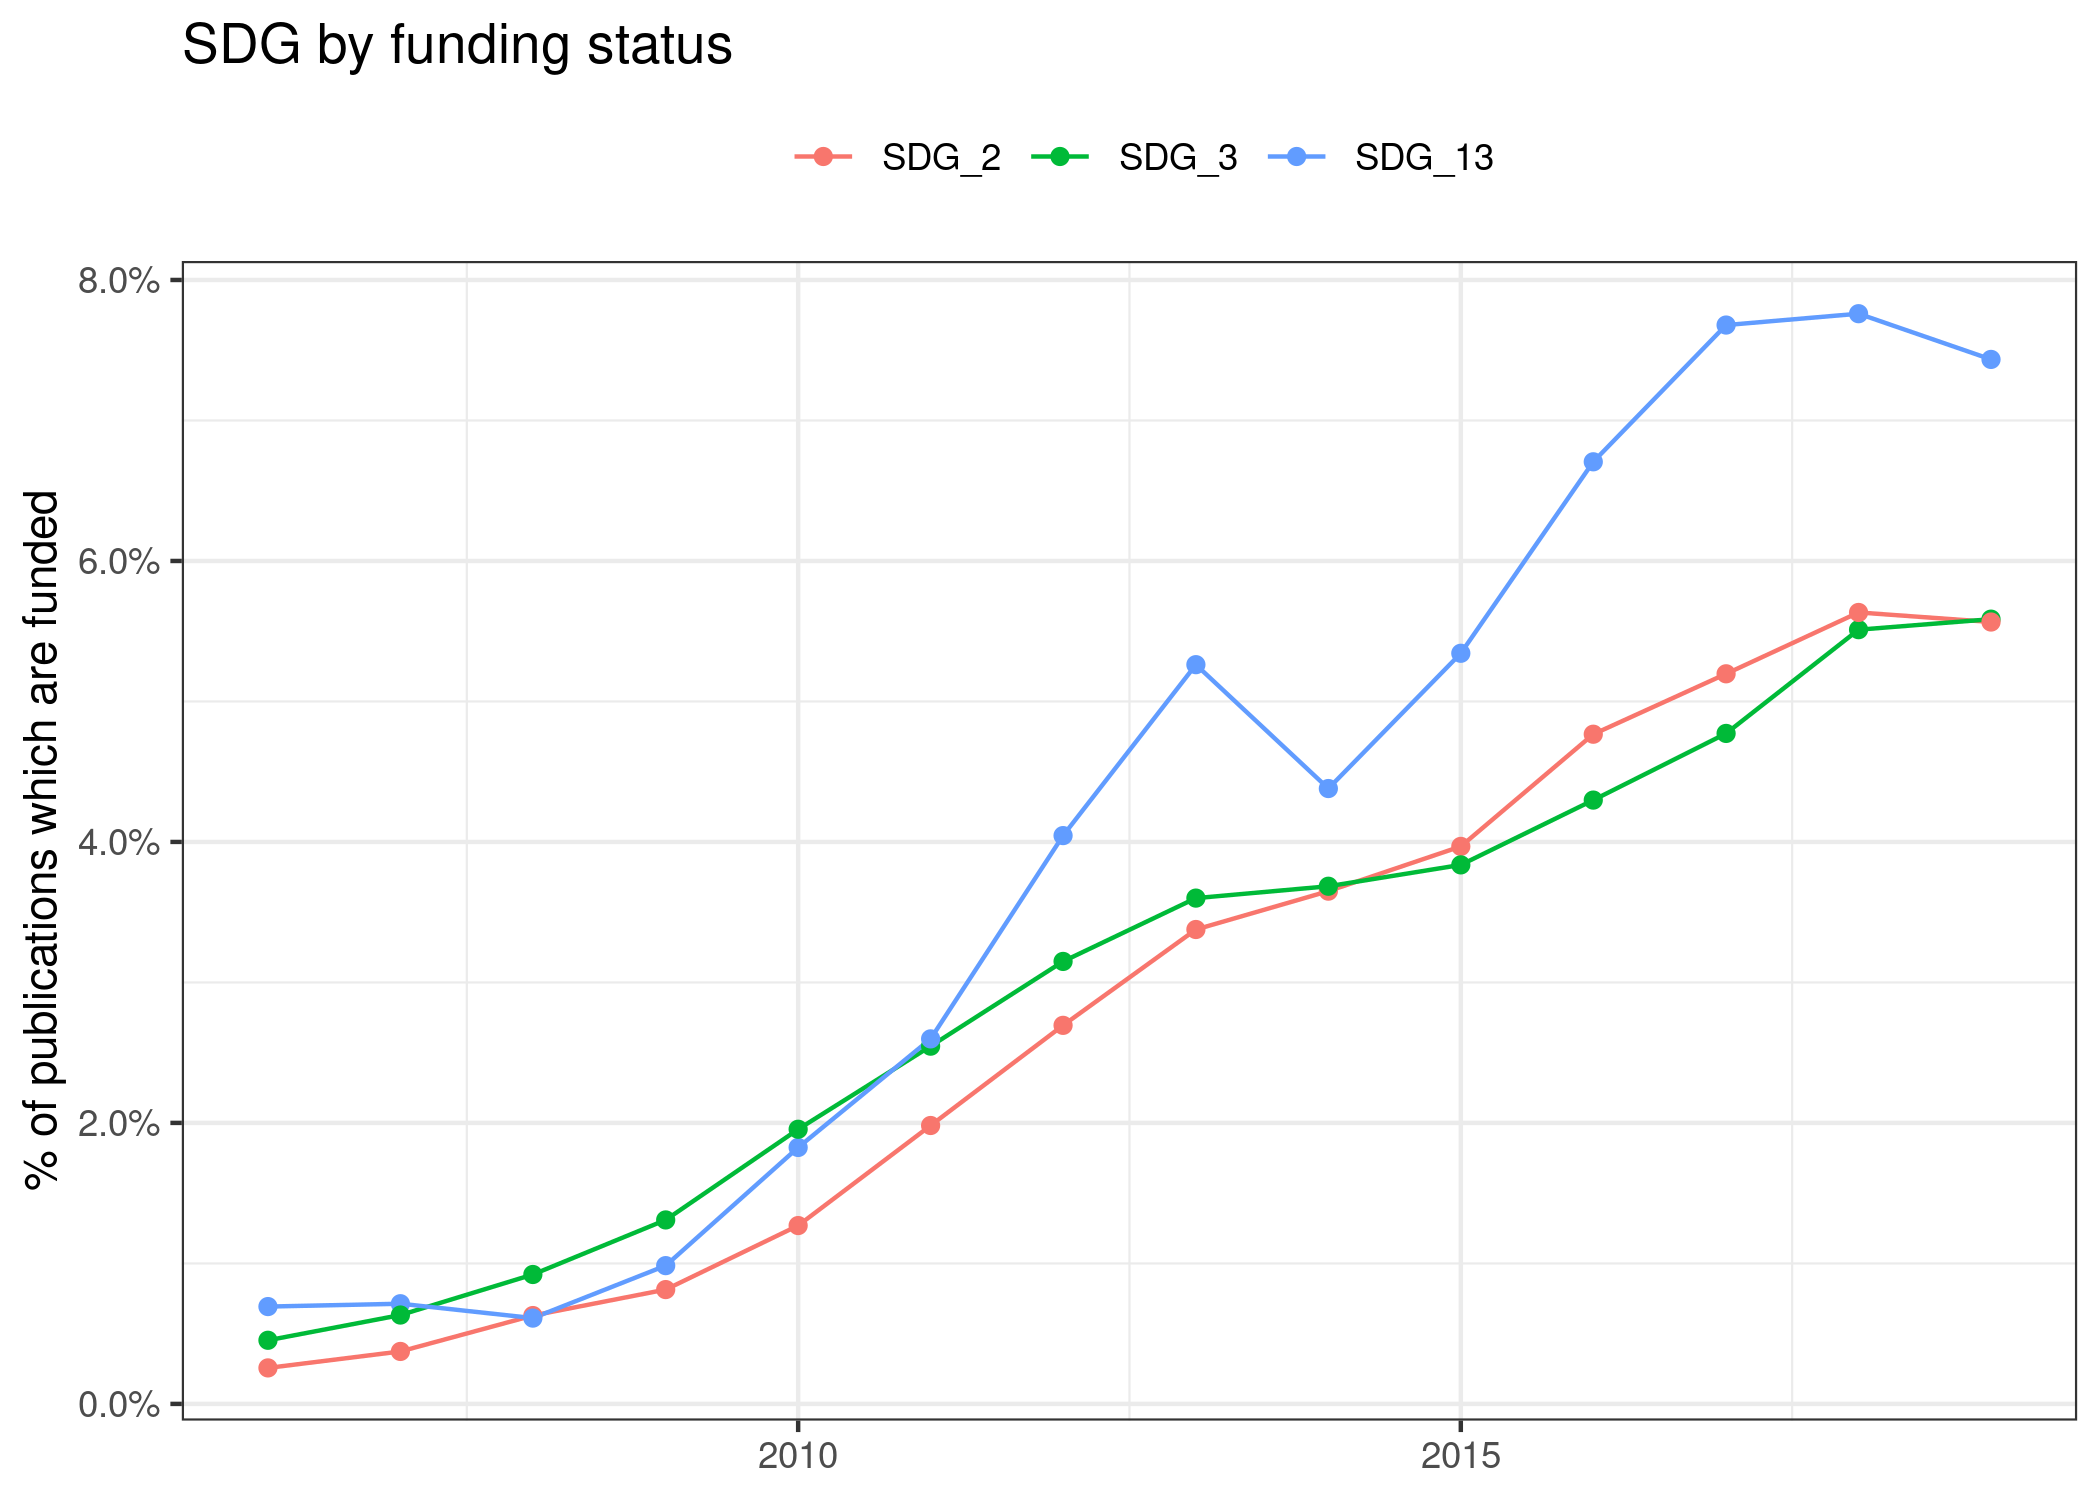 SDG by funding status
SDG_2 SDG_3 SDG_13
% of publications which are funded
8.0%
6.0%
4.0%
2.0%
0.0%
2010 2015